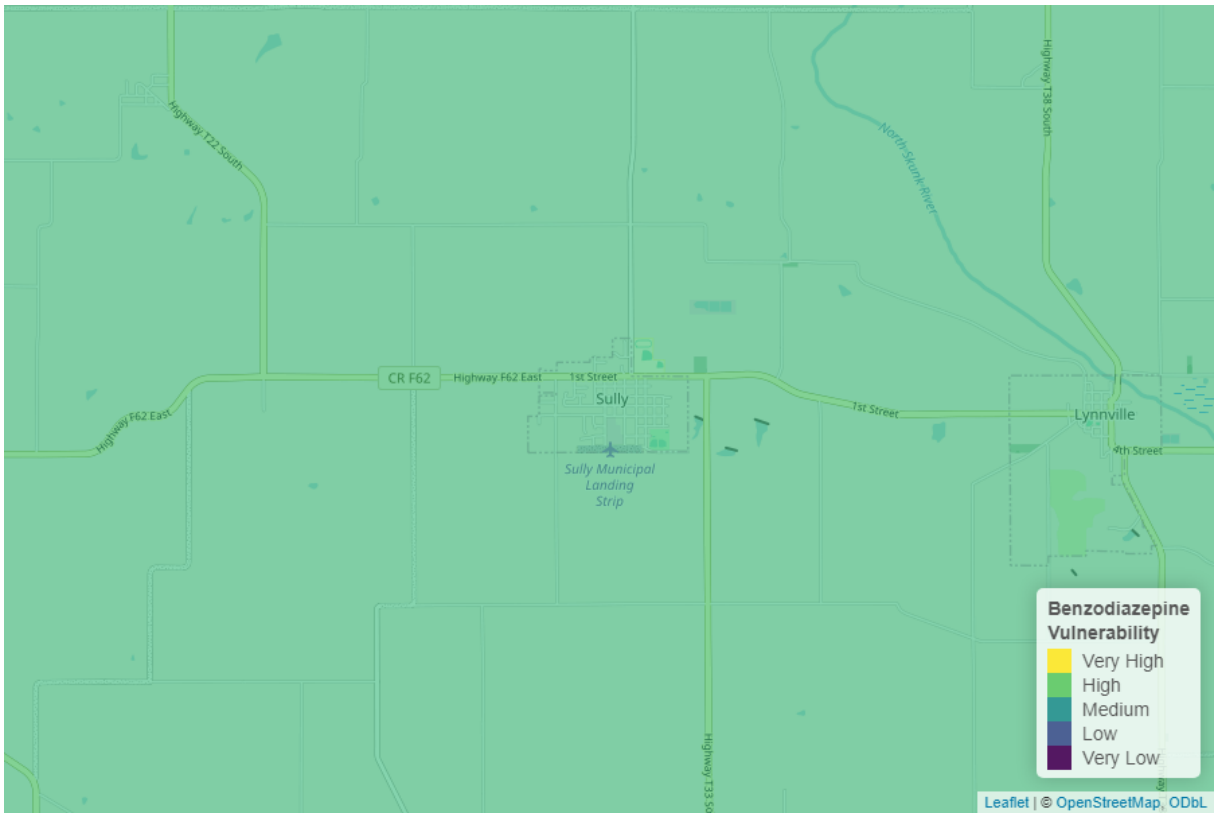 Highway T38 South
Highway T22 South
North Skunk River
CR F62
Highway F62 East
1st Street
Sully
1st Street
Lynnville
Highway F62 East
4th Street
Sully Municipal
Landing
Strip
Highway T33 So
Benzodiazepine
Vulnerability
Very High
High
Medium
Low
Very Low
Leaflet | © OpenStreetMap, ODbL